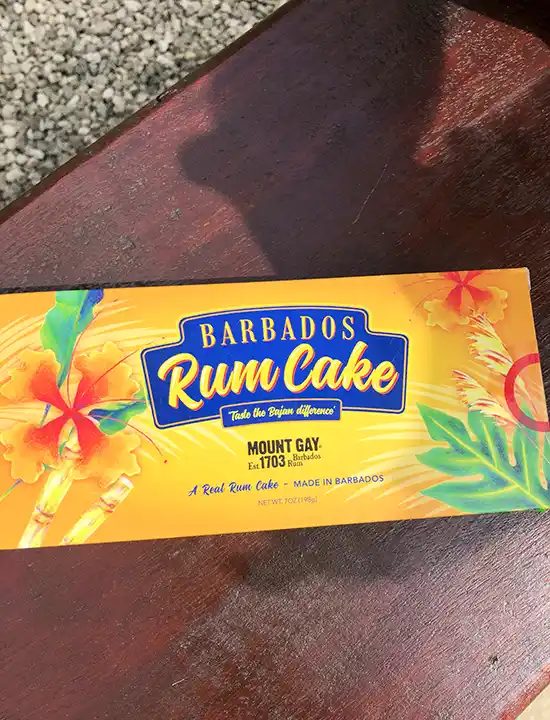 BARBADOS
Rum Cake
'Taste the Bajan difference'
MOUNT GAY
Est 1703 Barbados Rum
A Real Rum Cake - MADE IN BARBADOS
NET WT. 7OZ (198g)